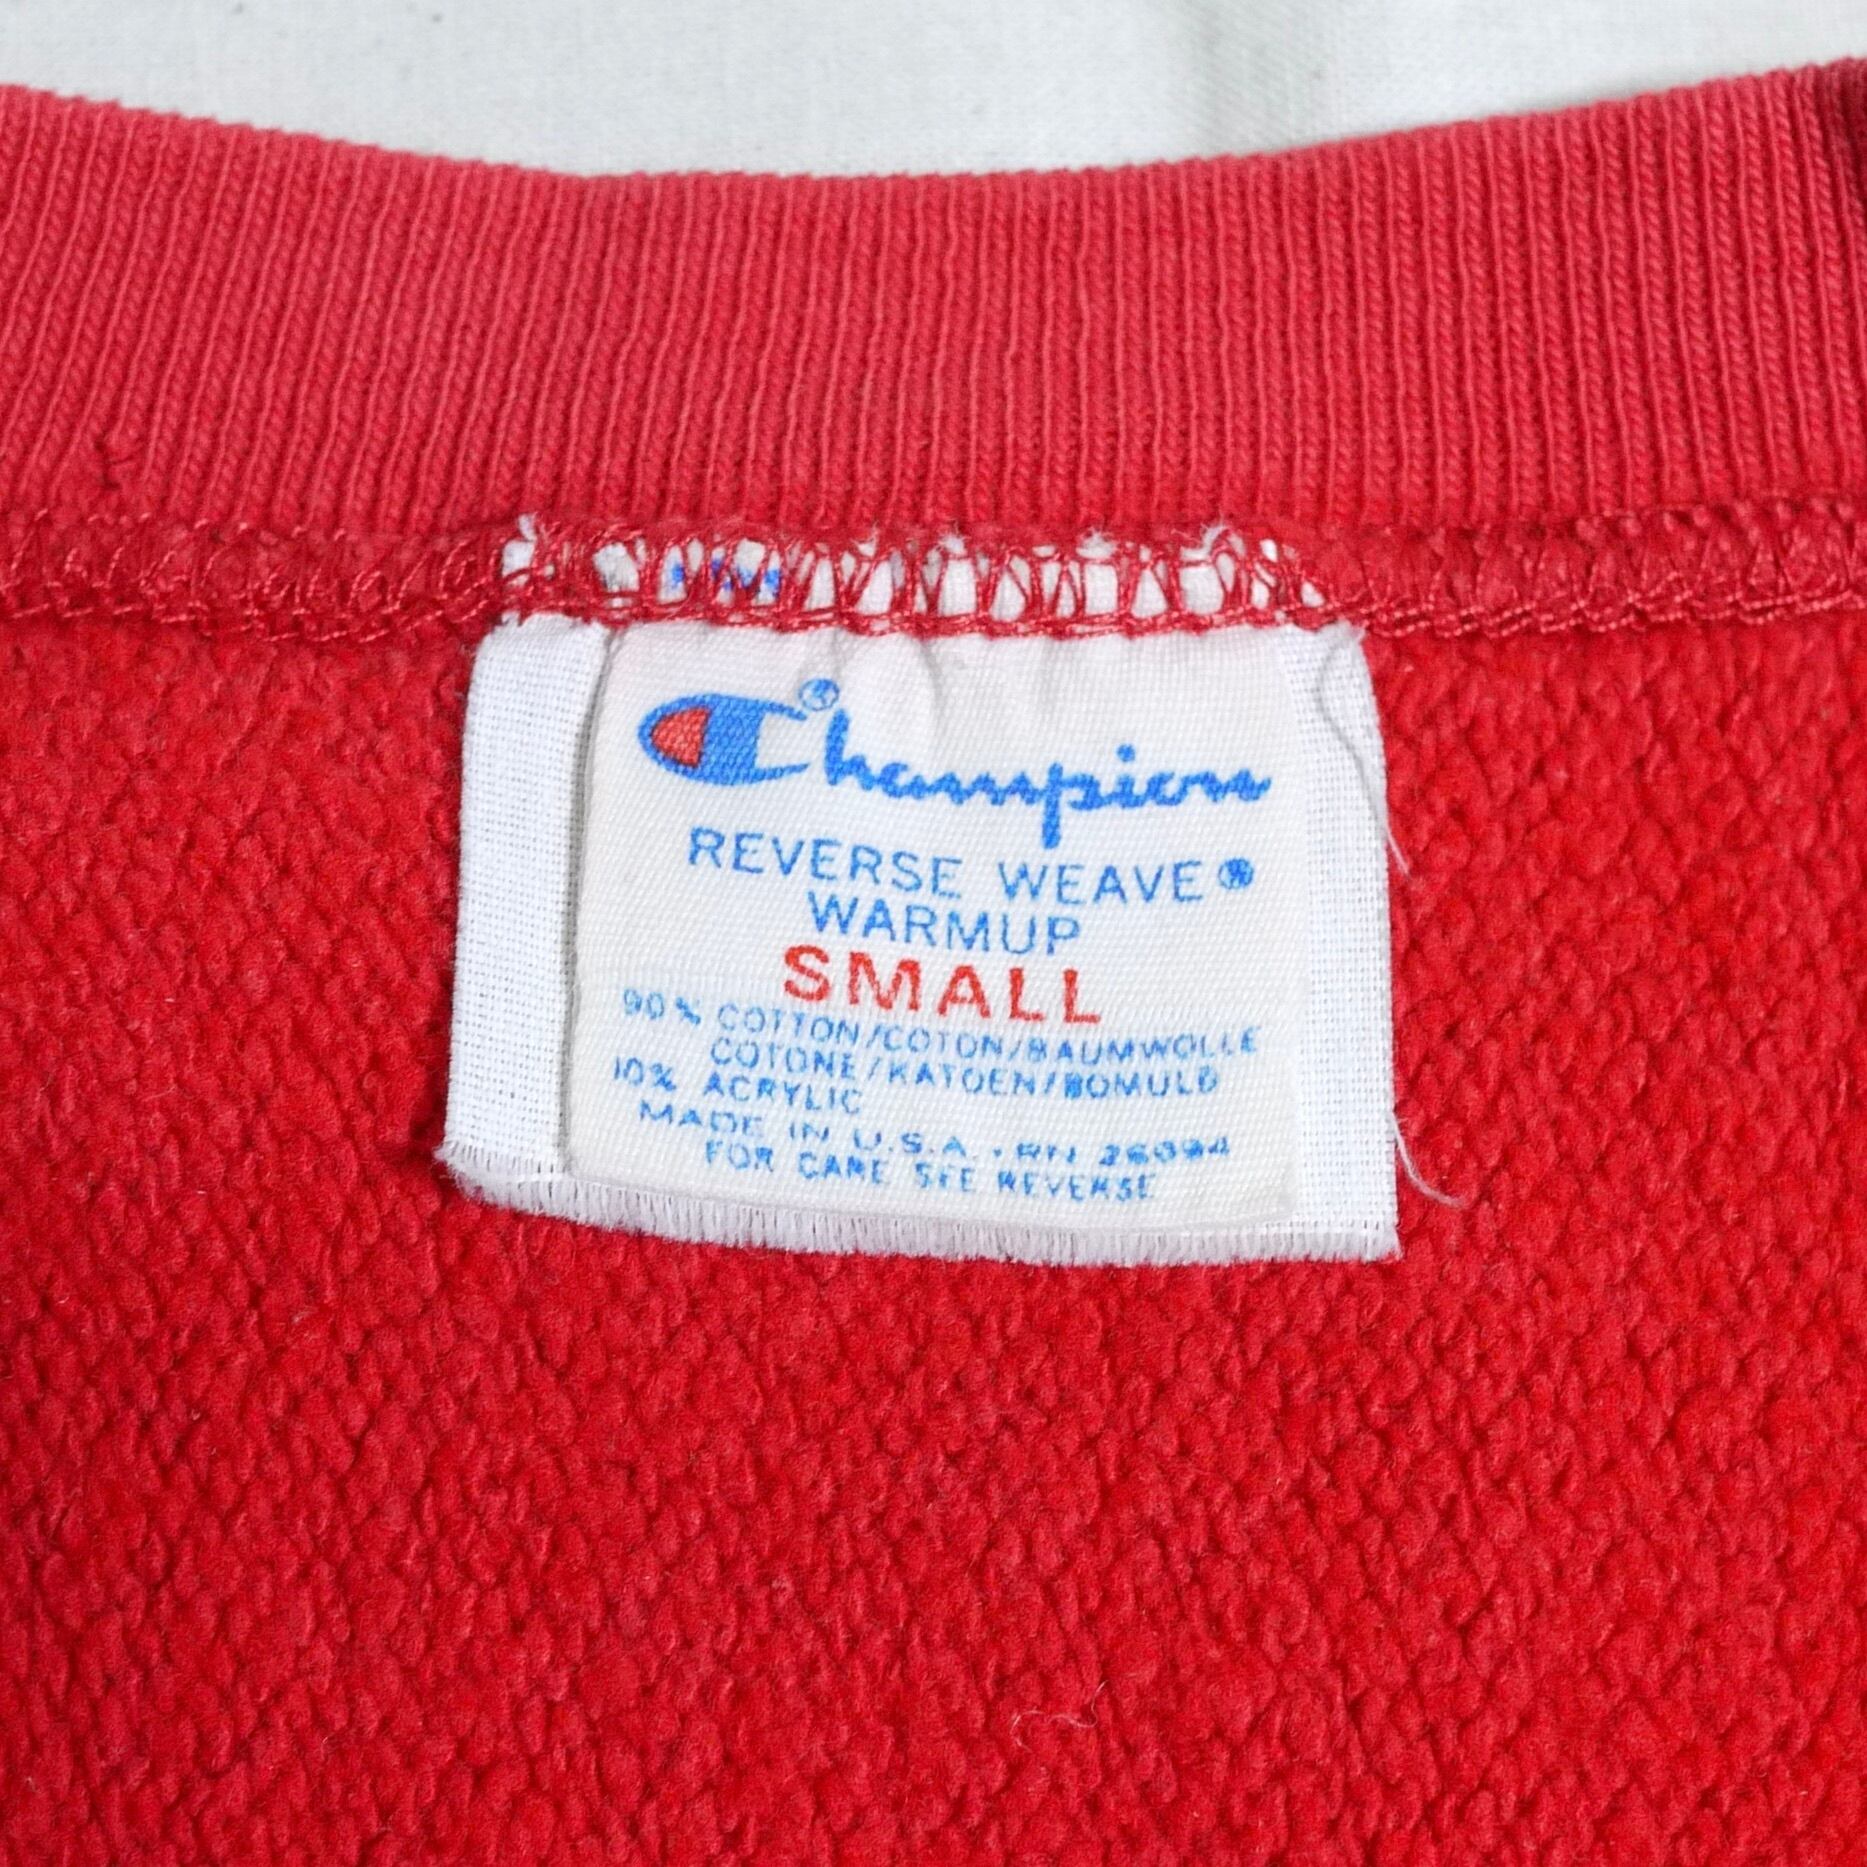 Champion®
REVERSE WEAVE®
WARMUP
SMALL
90% COTTON/COTON/BAUMWOLLE
COTONE/KATOEN/BOMULD
10% ACRYLIC
MADE IN U.S.A. • RN 26094
FOR CARE SEE REVERSE